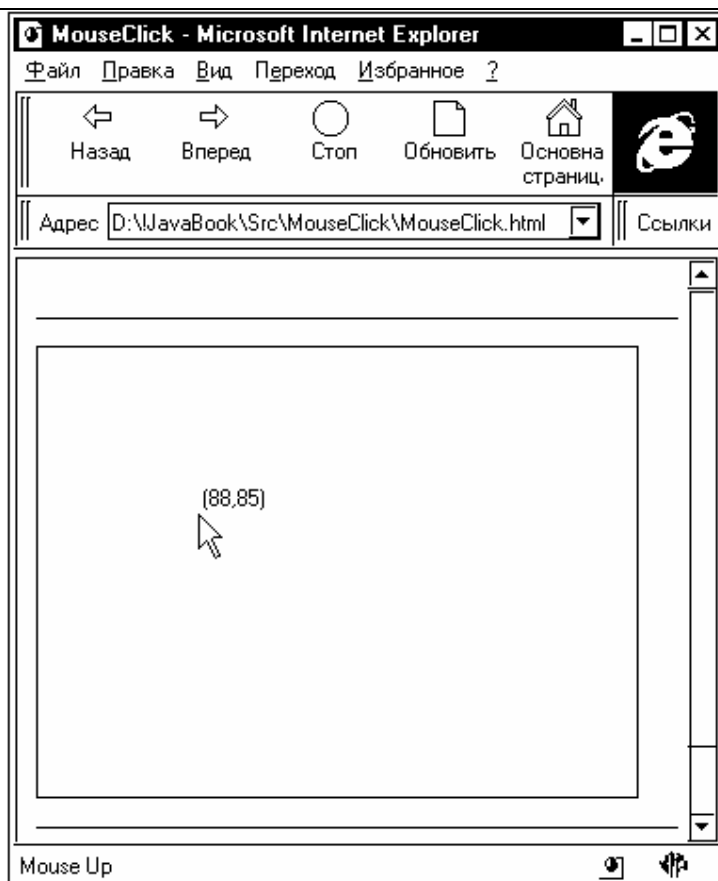 MouseClick - Microsoft Internet Explorer
Файл Правка Вид Переход Избранное ?
Назад Вперед Стоп Обновить Основна
страниц.
Адрес D:\!JavaBook\Src\MouseClick\MouseClick.html Ссылки
(88,85)
Mouse Up